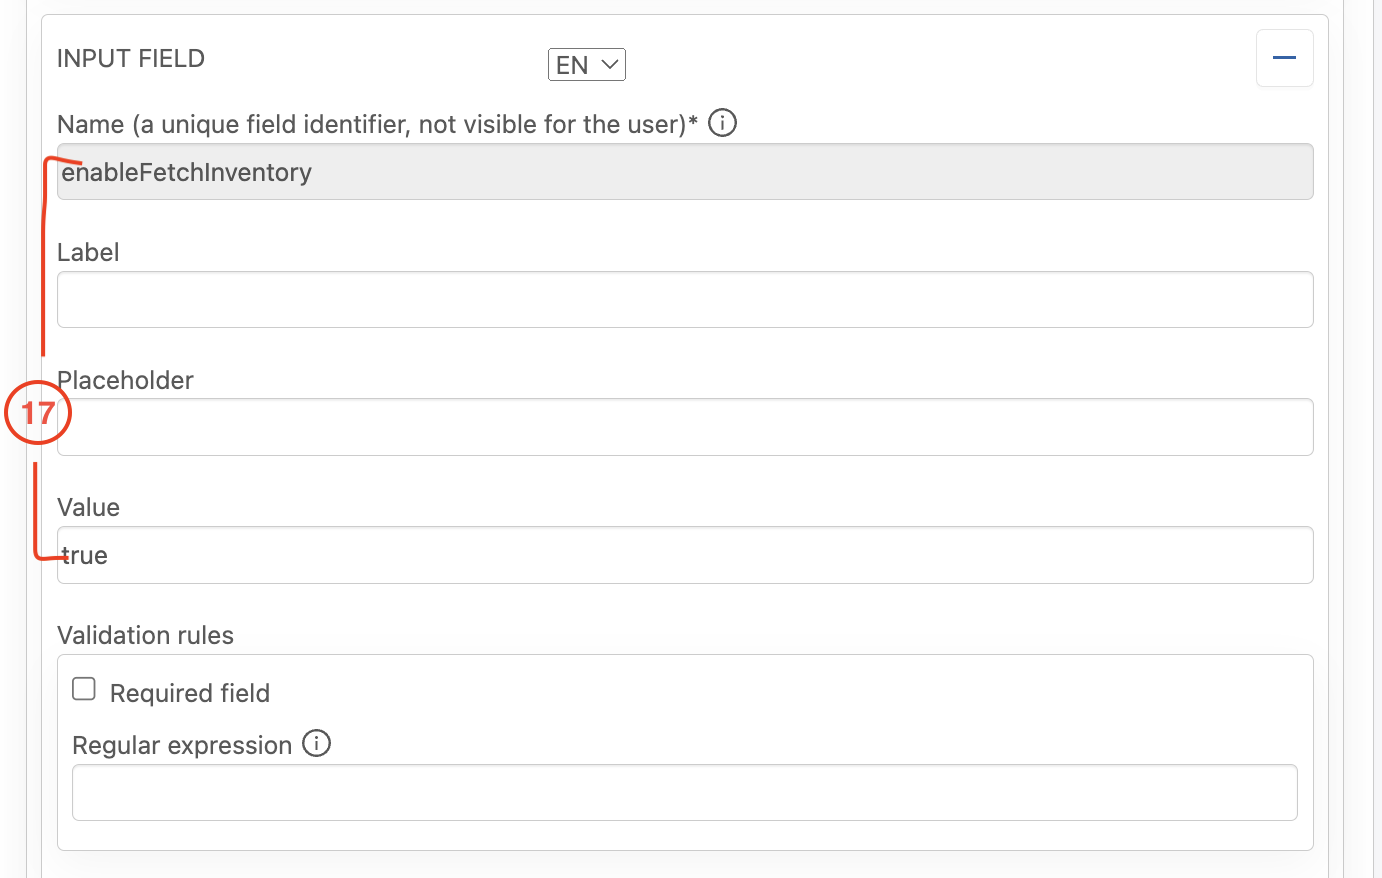 INPUT FIELD
EN
Name (a unique field identifier, not visible for the user)*
enableFetchInventory
Label
Placeholder
17
Value
true
Validation rules
Required field
Regular expression